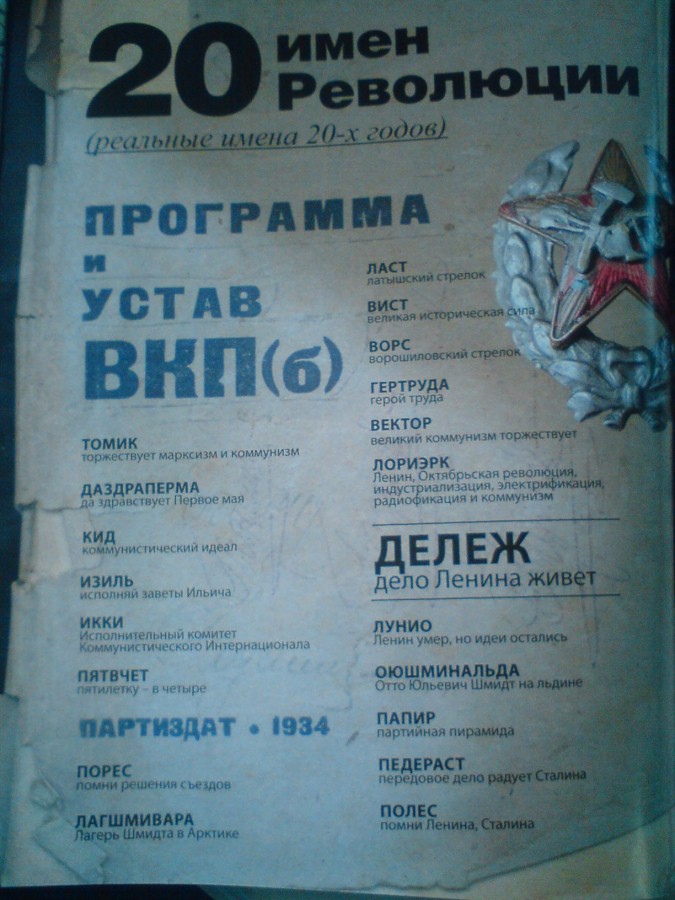 20 имен
Революции
(реальные имена 20-х годов)
ПРОГРАММА
и
УСТАВ
ВКП(б)
ТОМИК
торжествует марксизм и коммунизм
ДАЗДРАПЕРМА
да здравствует Первое мая
КИД
коммунистический идеал
ИЗИЛЬ
исполняй заветы Ильича
ИККИ
Исполнительный комитет
Коммунистического Интернационала
ПЯТВЧЕТ
пятилетку – в четыре
ПАРТИЗДАТ • 1934
ПОРЕС
помни решения съездов
ЛАГШМИВАРА
Лагерь Шмидта в Арктике
ЛАСТ
латышский стрелок
ВИСТ
великая историческая сила
ВОРС
ворошиловский стрелок
ГЕРТРУДА
герой труда
ВЕКТОР
великий коммунизм торжествует
ЛОРИЭРК
Ленин, Октябрьская революция,
индустриализация, электрификация,
радиофикация и коммунизм
ДЕЛЕЖ
дело Ленина живет
ЛУНИО
Ленин умер, но идеи остались
ОЮШМИНАЛЬДА
Отто Юльевич Шмидт на льдине
ПАПИР
партийная пирамида
ПЕДЕРАСТ
передовое дело радует Сталина
ПОЛЕС
помни Ленина, Сталина